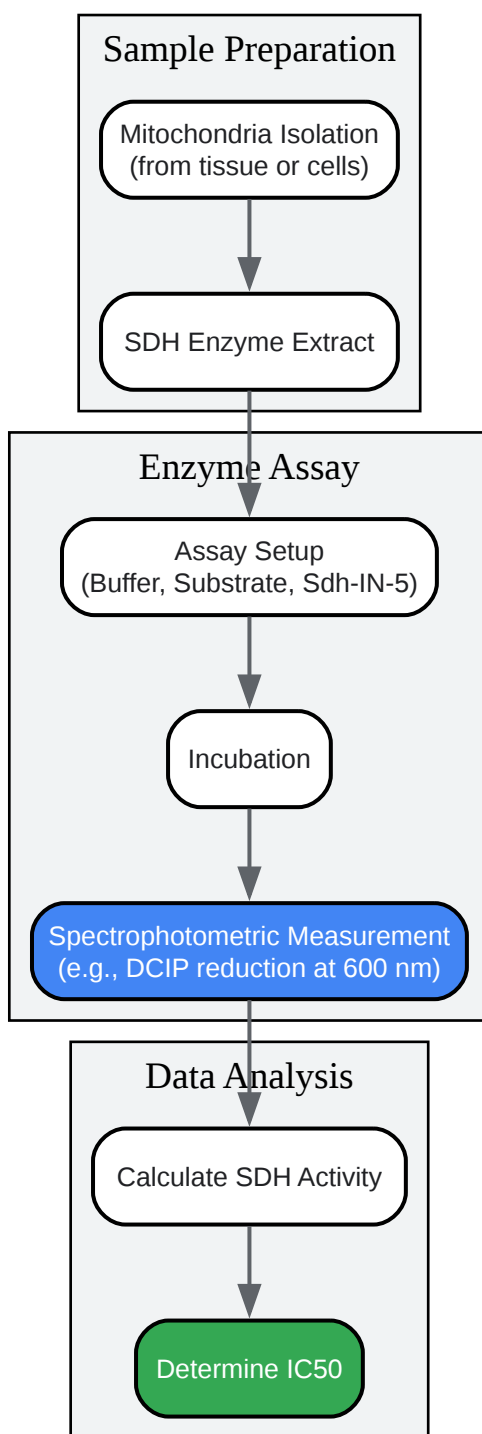 Sample Preparation
Mitochondria Isolation
(from tissue or cells)
SDH Enzyme Extract
Enzyme Assay
Assay Setup
(Buffer, Substrate, Sdh-IN-5)
Incubation
Spectrophotometric Measurement
(e.g., DCIP reduction at 600 nm)
Data Analysis
Calculate SDH Activity
Determine IC50